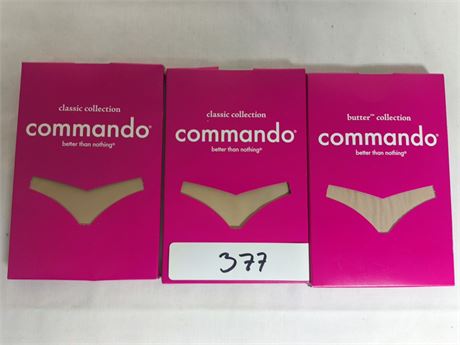 classic collection
commando®
better than nothing®
classic collection
commando®
better than nothing®
377
butter™ collection
commando®
better than nothing®